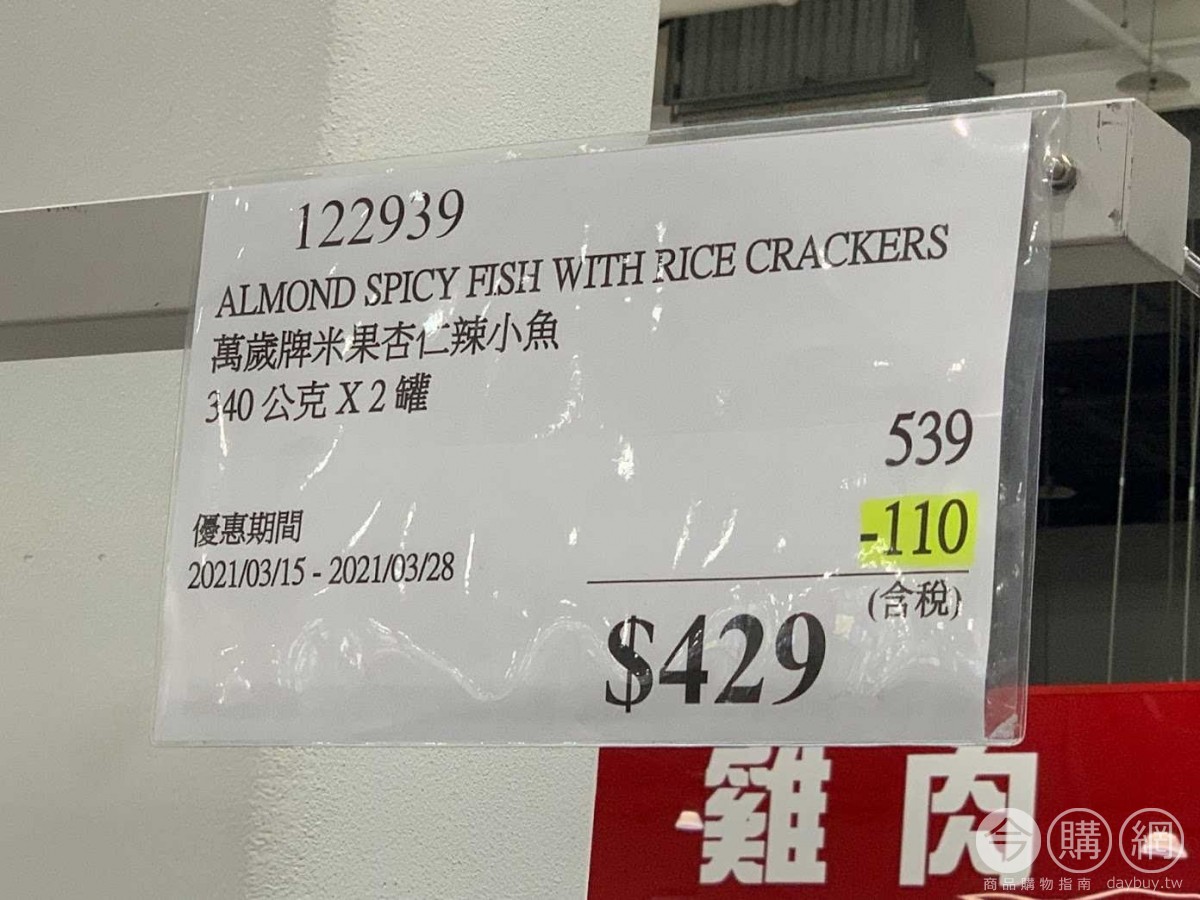 122939
ALMOND SPICY FISH WITH RICE CRACKERS
萬歲牌米果杏仁辣小魚
340 公克 X 2 罐
539
-110
優惠期間
2021/03/15 - 2021/03/28
(含稅)
$429
雞肉
今購網
商品購物指南 daybuy.tw